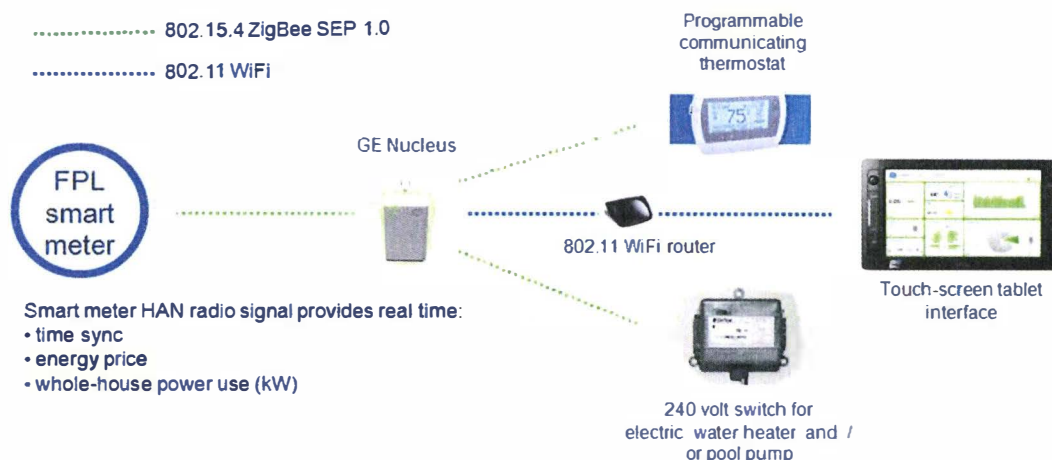 802.15.4 ZigBee SEP 1.0
802.11 WiFi
Programmable
communicating
thermostat
75°
GE Nucleus
FPL
smart
meter
802.11 WiFi router
Touch-screen tablet
interface
Smart meter HAN radio signal provides real time:
• time sync
• energy price
• whole-house power use (kW)
240 volt switch for
electric water heater and /
or pool pump